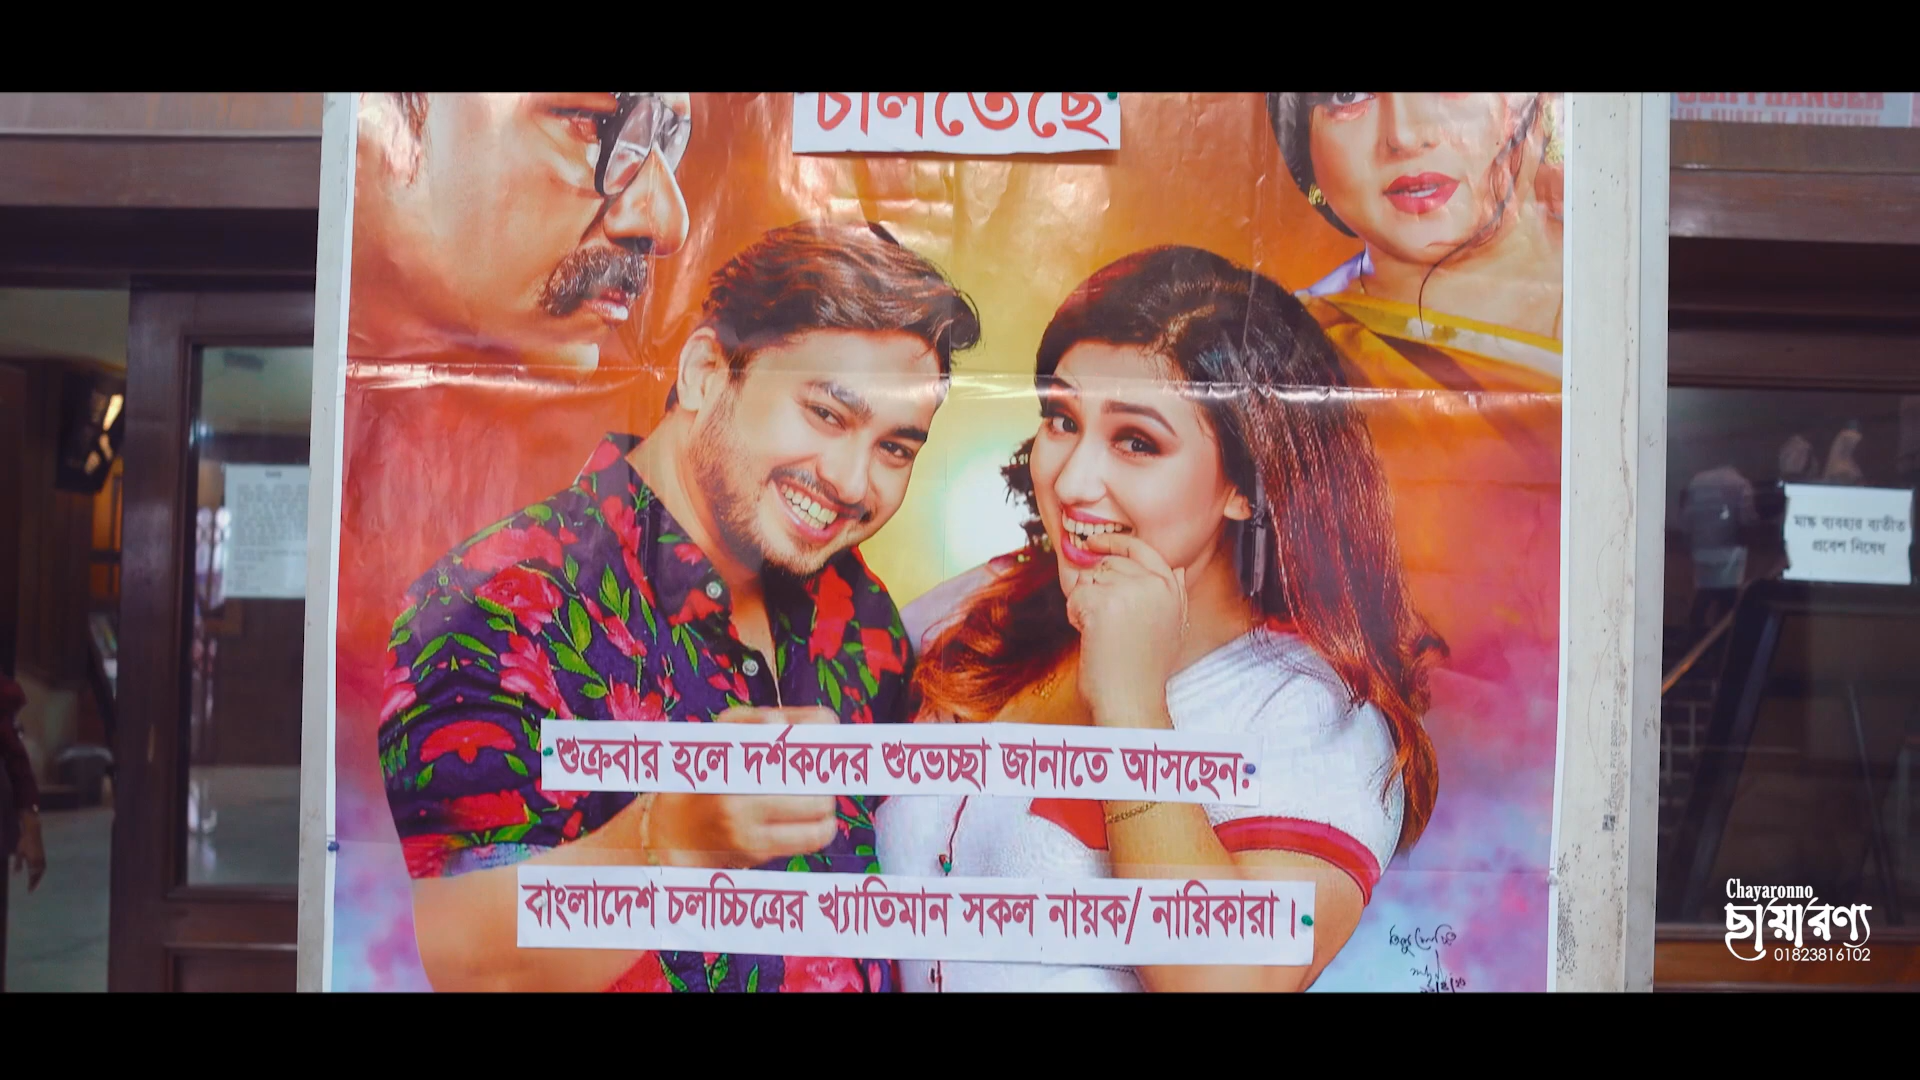 চলিতেছে
শুক্রবার হলে দর্শকদের শুভেচ্ছা জানাতে আসছেন:
বাংলাদেশ চলচ্চিত্রের খ্যাতিমান সকল নায়ক/ নায়িকারা।
মাস্ক ব্যবহার ব্যতীত
প্রবেশ নিষেধ
Chayaronno
ছায়ারণ্য
01823816102